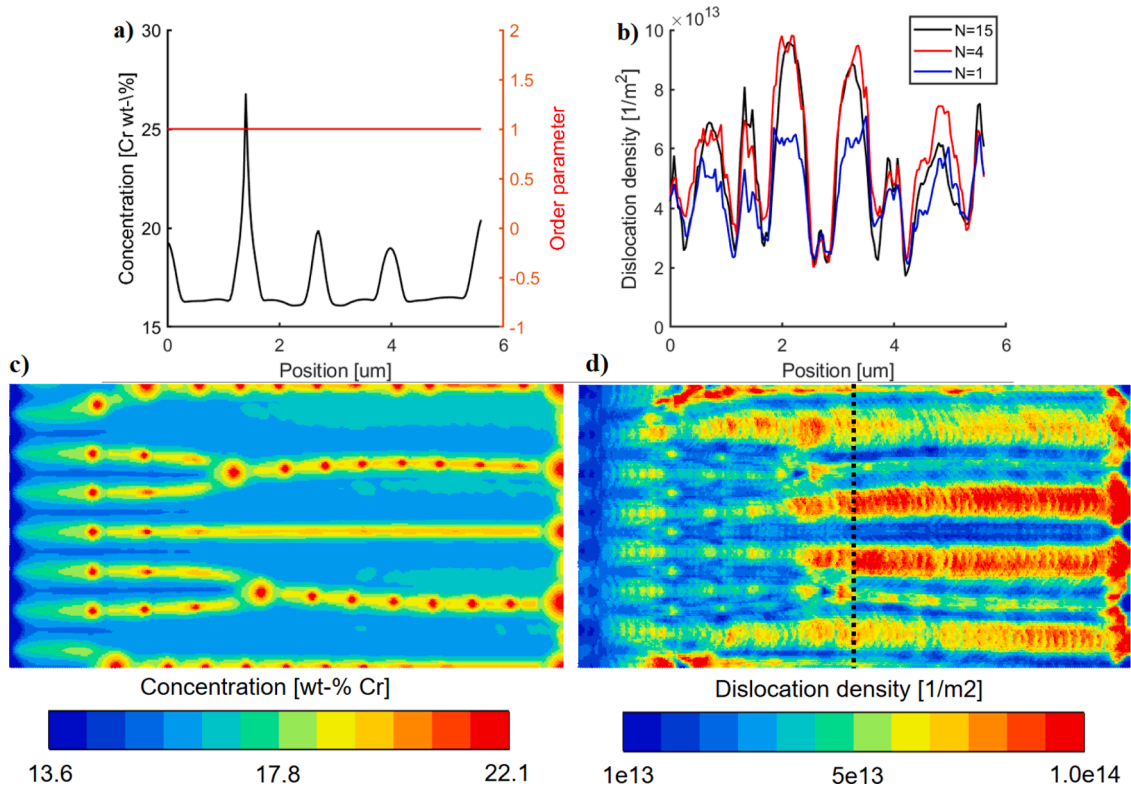 a)
30
25
20
15
Concentration [Cr wt-\%]
2
1.5
1
0.5
0
-0.5
-1
Order parameter
0 2 4 6
Position [um]
b)
×10^13
10
8
6
4
2
0
Dislocation density [1/m^2]
N=15
N=4
N=1
0 2 4 6
Position [um]
c)
d)
Concentration [wt-% Cr]
13.6 17.8 22.1
Dislocation density [1/m2]
1e13 5e13 1.0e14